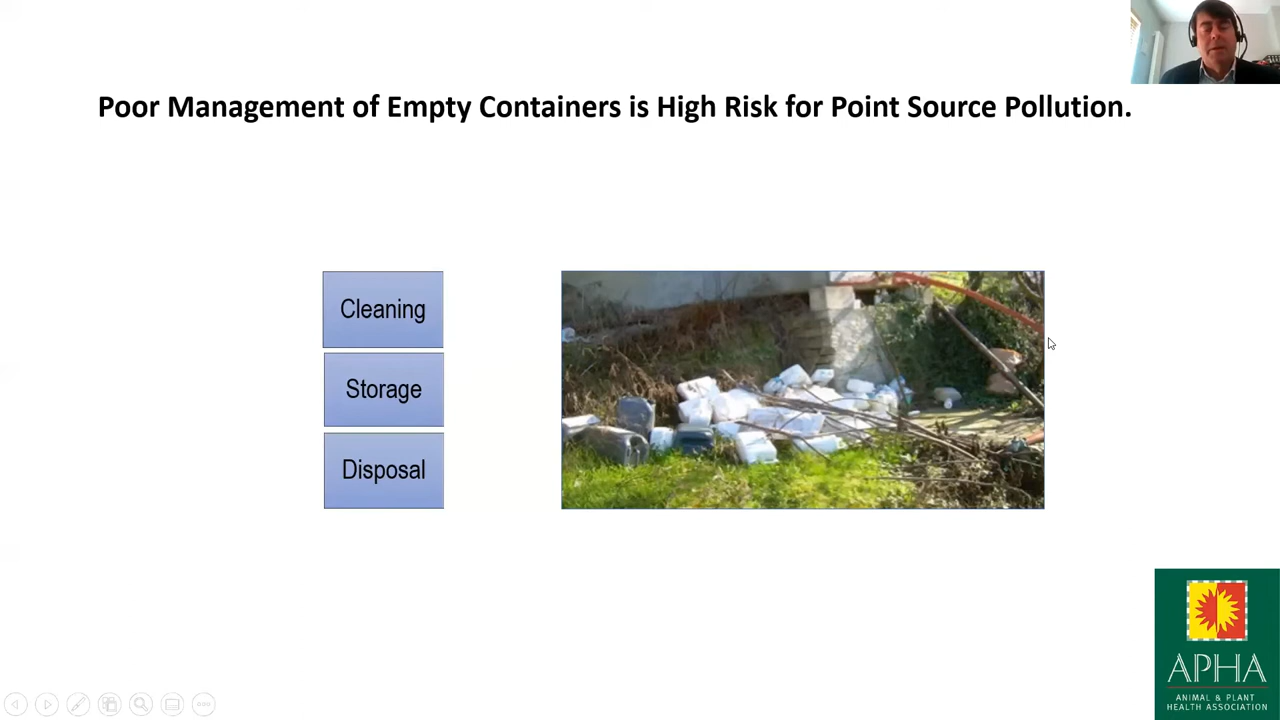 Poor Management of Empty Containers is High Risk for Point Source Pollution.
Cleaning
Storage
Disposal
APHA
ANIMAL & PLANT
HEALTH ASSOCIATION